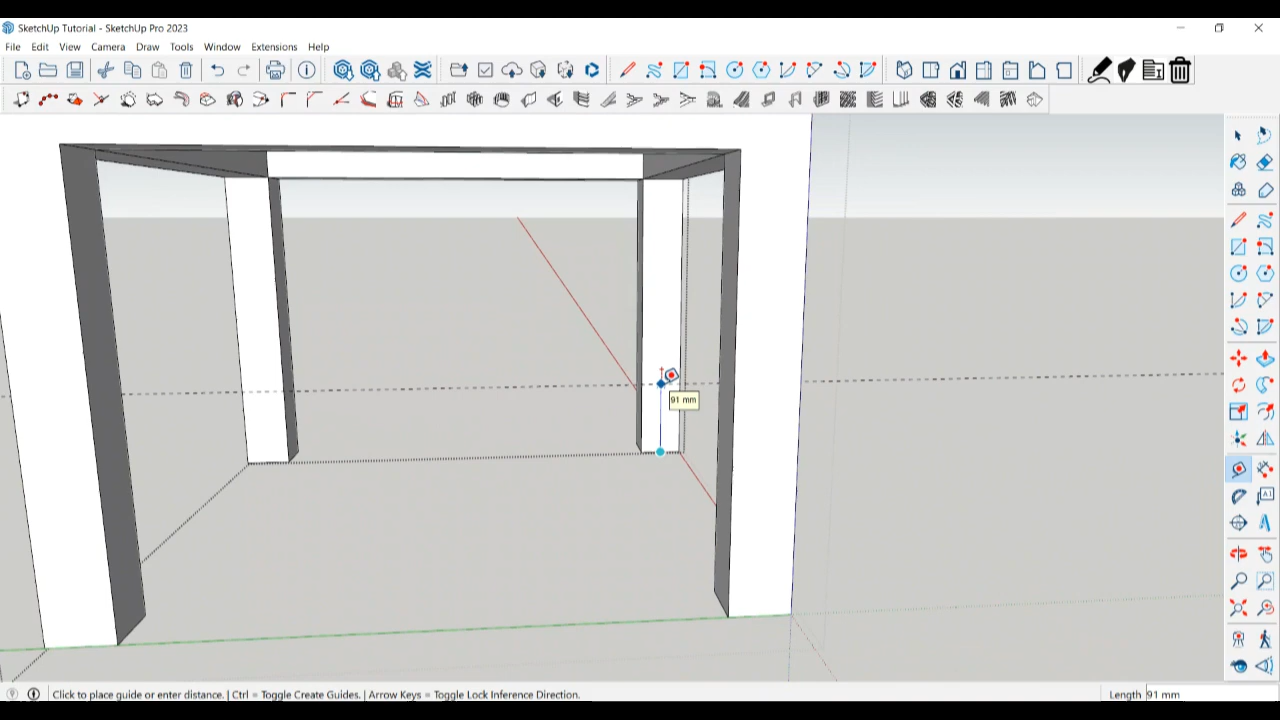 SketchUp Tutorial - SketchUp Pro 2023
File Edit View Camera Draw Tools Window Extensions Help
91 mm
A1
Click to place guide or enter distance. | Ctrl = Toggle Create Guides. | Arrow Keys = Toggle Lock Inference Direction.
Length 91 mm